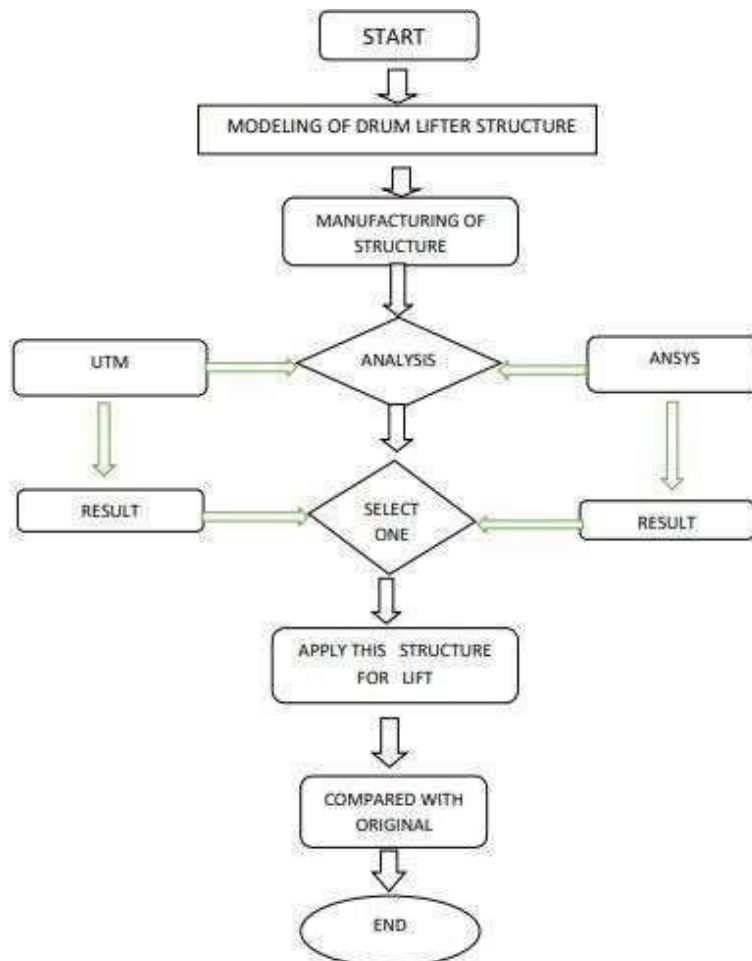 START
MODELING OF DRUM LIFTER STRUCTURE
MANUFACTURING OF
STRUCTURE
UTM
ANALYSIS
ANSYS
RESULT
SELECT
ONE
RESULT
APPLY THIS STRUCTURE
FOR LIFT
COMPARED WITH
ORIGINAL
END